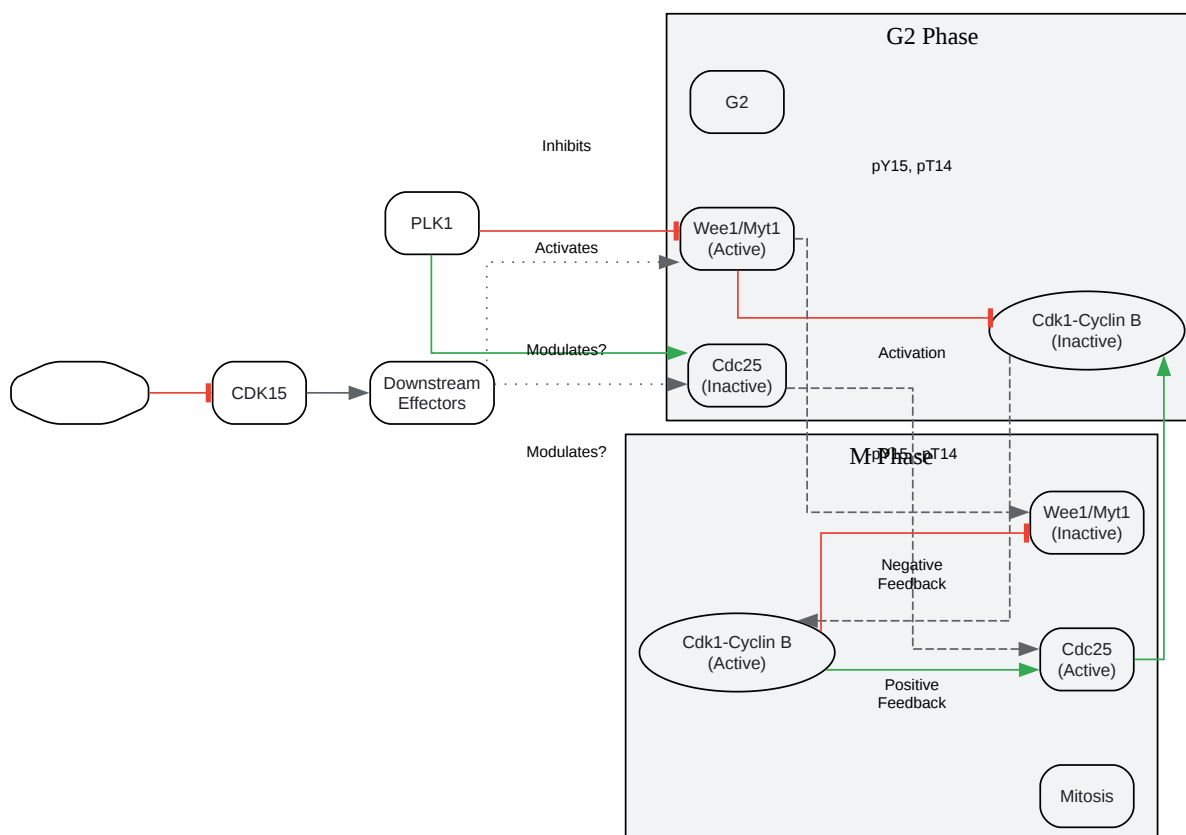 G2 Phase
G2
Inhibits
pY15, pT14
PLK1
Wee1/Myt1
(Active)
Activates
Cdk1-Cyclin B
(Inactive)
Modulates?
Activation
Cdc25
(Inactive)
CDK15
Downstream
Effectors
Modulates?
M Phase
-pY15, -pT14
Wee1/Myt1
(Inactive)
Negative
Feedback
Cdk1-Cyclin B
(Active)
Cdc25
(Active)
Positive
Feedback
Mitosis